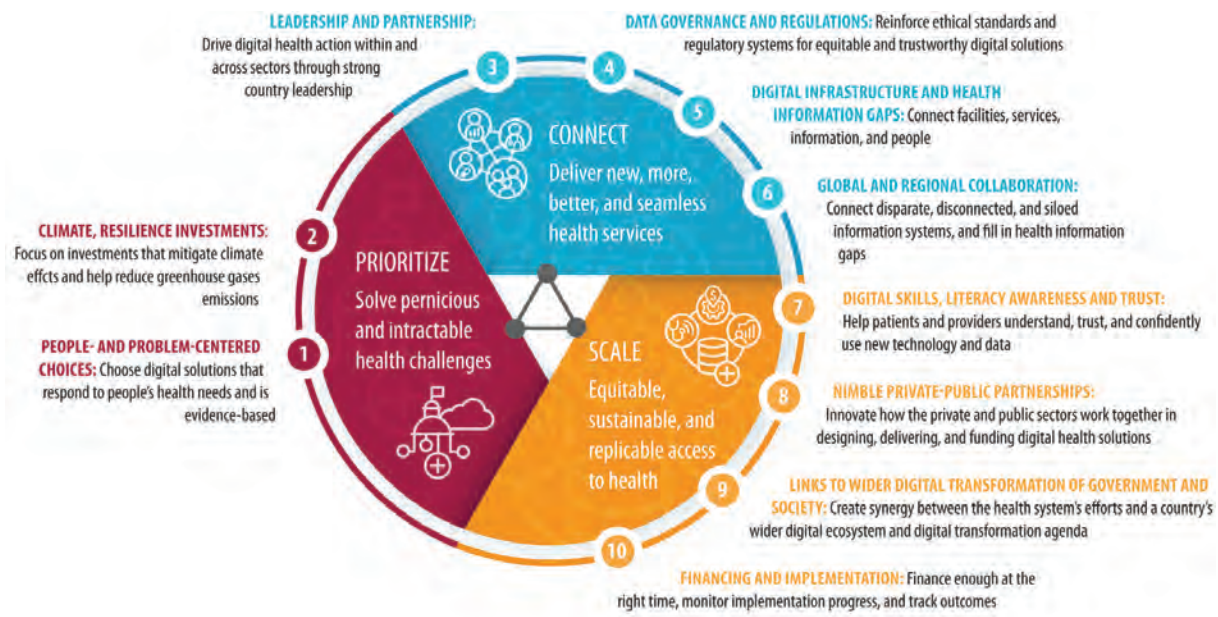 LEADERSHIP AND PARTNERSHIP:
Drive digital health action within and
across sectors through strong
country leadership
3
4
DATA GOVERNANCE AND REGULATIONS: Reinforce ethical standards and
regulatory systems for equitable and trustworthy digital solutions
5
DIGITAL INFRASTRUCTURE AND HEALTH
INFORMATION GAPS: Connect facilities, services,
information, and people
6
GLOBAL AND REGIONAL COLLABORATION:
Connect disparate, disconnected, and siloed
information systems, and fill in health information
gaps
CONNECT
Deliver new, more,
better, and seamless
health services
2
CLIMATE, RESILIENCE INVESTMENTS:
Focus on investments that mitigate climate
effcts and help reduce greenhouse gases
emissions
1
PEOPLE- AND PROBLEM-CENTERED
CHOICES: Choose digital solutions that
respond to people's health needs and is
evidence-based
PRIORITIZE
Solve pernicious
and intractable
health challenges
SCALE
Equitable,
sustainable, and
replicable access
to health
7
DIGITAL SKILLS, LITERACY AWARENESS AND TRUST:
Help patients and providers understand, trust, and confidently
use new technology and data
8
NIMBLE PRIVATE-PUBLIC PARTNERSHIPS:
Innovate how the private and public sectors work together in
designing, delivering, and funding digital health solutions
9
LINKS TO WIDER DIGITAL TRANSFORMATION OF GOVERNMENT AND
SOCIETY: Create synergy between the health system's efforts and a country's
wider digital ecosystem and digital transformation agenda
10
FINANCING AND IMPLEMENTATION: Finance enough at the
right time, monitor implementation progress, and track outcomes